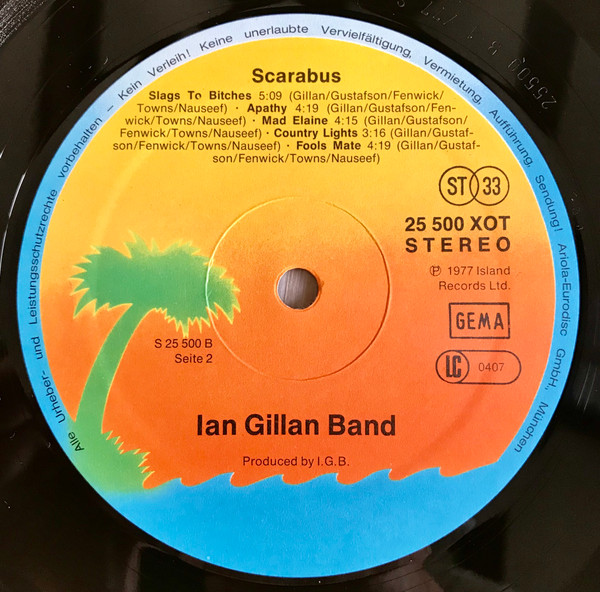 Alle Urheber- und Leistungsschutzrechte vorbehalten – Kein Verleih! Keine unerlaubte Vervielfältigung, Vermietung, Aufführung, Sendung! Ariola-Eurodisc GmbH, München
Scarabus
Slags To Bitches 5:09 (Gillan/Gustafson/Fenwick/
Towns/Nauseef) · Apathy 4:19 (Gillan/Gustafson/Fen-
wick/Towns/Nauseef) · Mad Elaine 4:15 (Gillan/Gustafson/
Fenwick/Towns/Nauseef) · Country Lights 3:16 (Gillan/Gustaf-
son/Fenwick/Towns/Nauseef) · Fools Mate 4:19 (Gillan/Gustaf-
son/Fenwick/Towns/Nauseef)
ST 33
25 500 XOT
STEREO
℗ 1977 Island
Records Ltd.
GEMA
LC 0407
S 25 500 B
Seite 2
Ian Gillan Band
Produced by I.G.B.